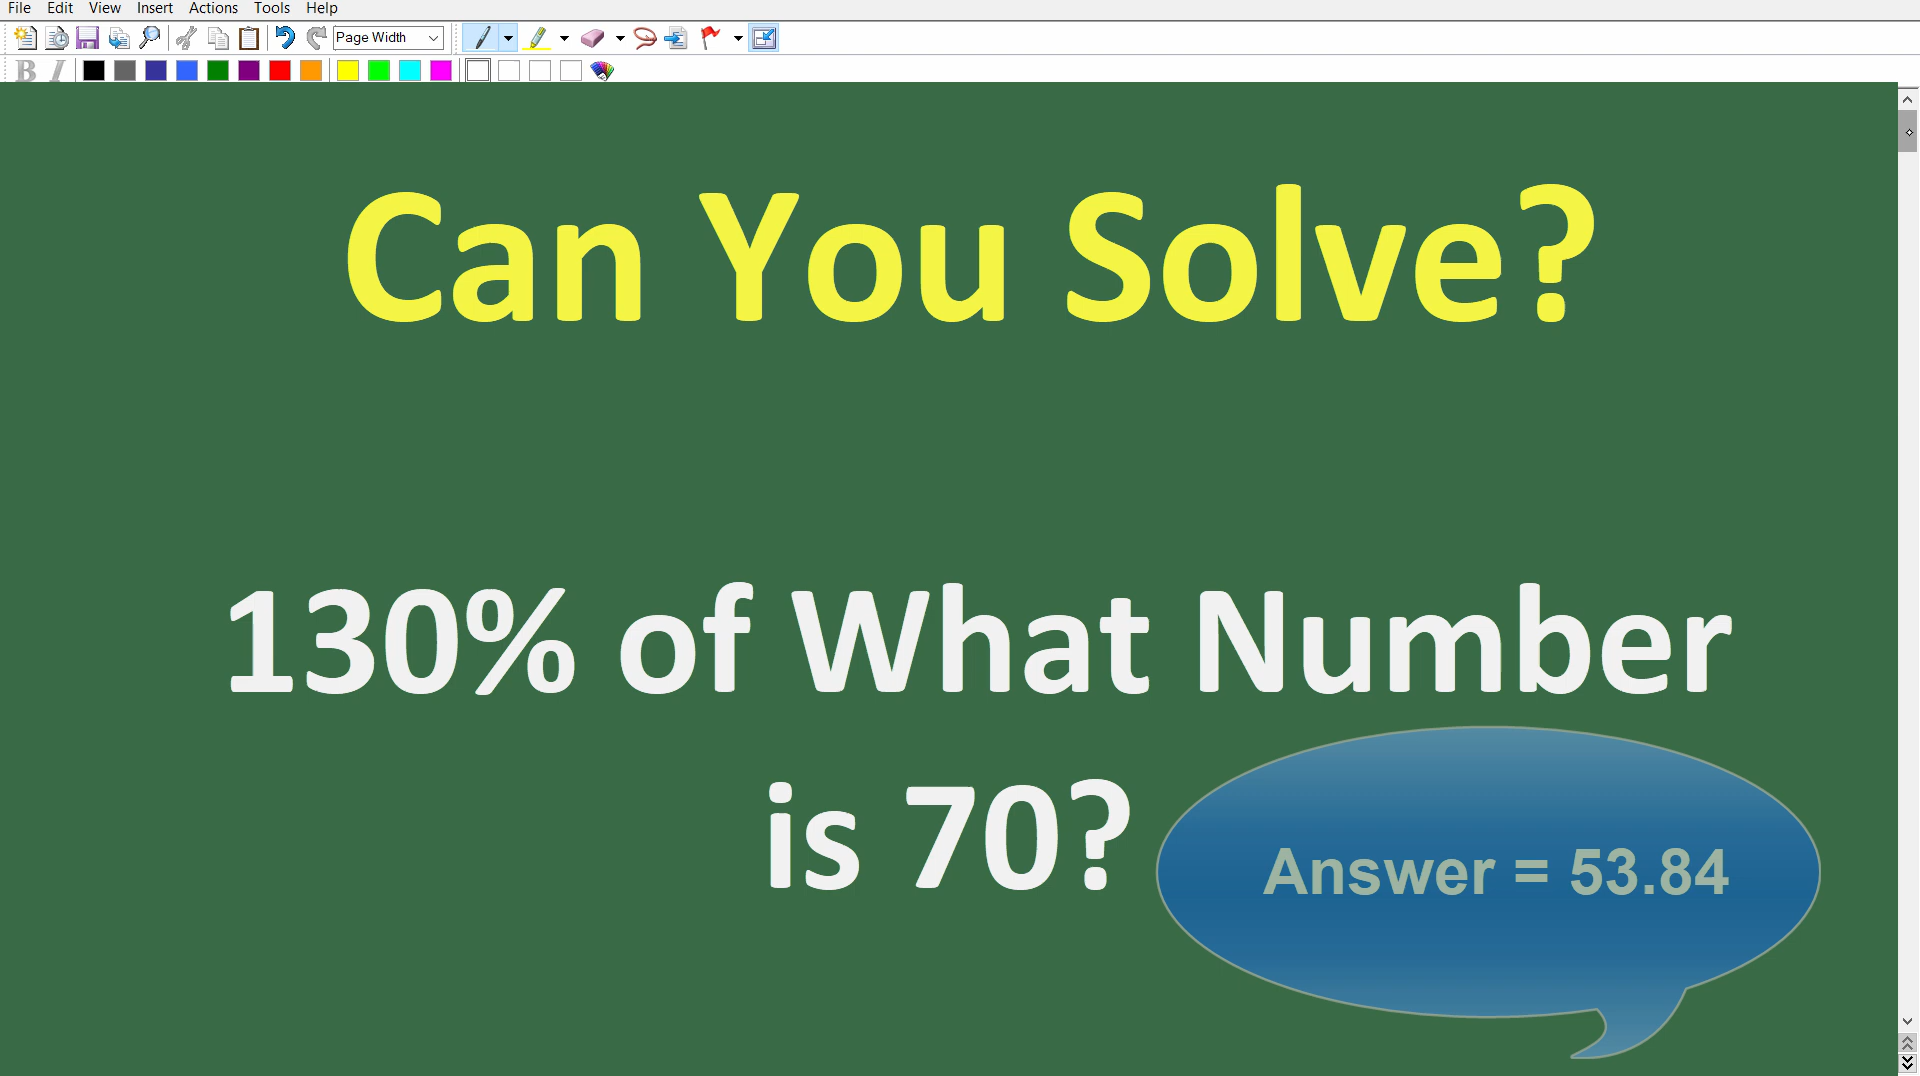 File Edit View Insert Actions Tools Help
Page Width
B I
Can You Solve?
130% of What Number
is 70?
Answer = 53.84